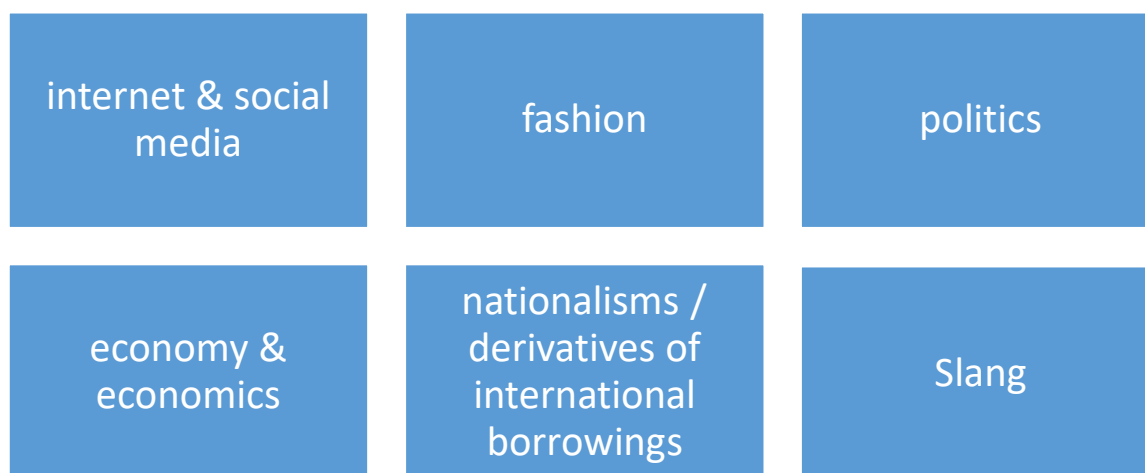 internet & social
media
fashion
politics
economy &
economics
nationalisms /
derivatives of
international
borrowings
Slang